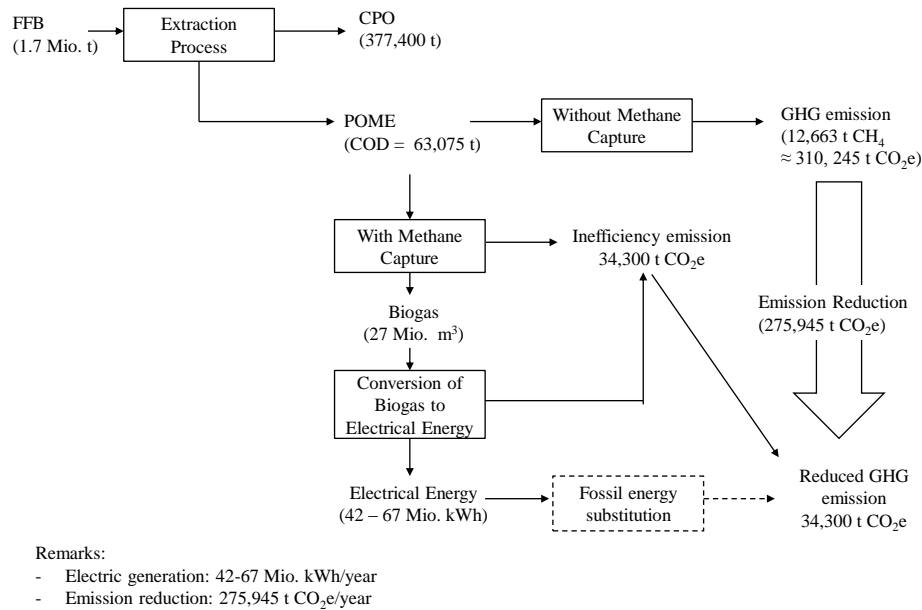 FFB
(1.7 Mio. t)
Extraction
Process
CPO
(377,400 t)
POME
(COD = 63,075 t)
Without Methane
Capture
GHG emission
(12,663 t CH₄
≈ 310, 245 t CO₂e)
With Methane
Capture
Inefficiency emission
34,300 t CO₂e
Emission Reduction
(275,945 t CO₂e)
Biogas
(27 Mio. m³)
Conversion of
Biogas to
Electrical Energy
Electrical Energy
(42 – 67 Mio. kWh)
Fossil energy
substitution
Reduced GHG
emission
34,300 t CO₂e
Remarks:
- Electric generation: 42-67 Mio. kWh/year
- Emission reduction: 275,945 t CO₂e/year